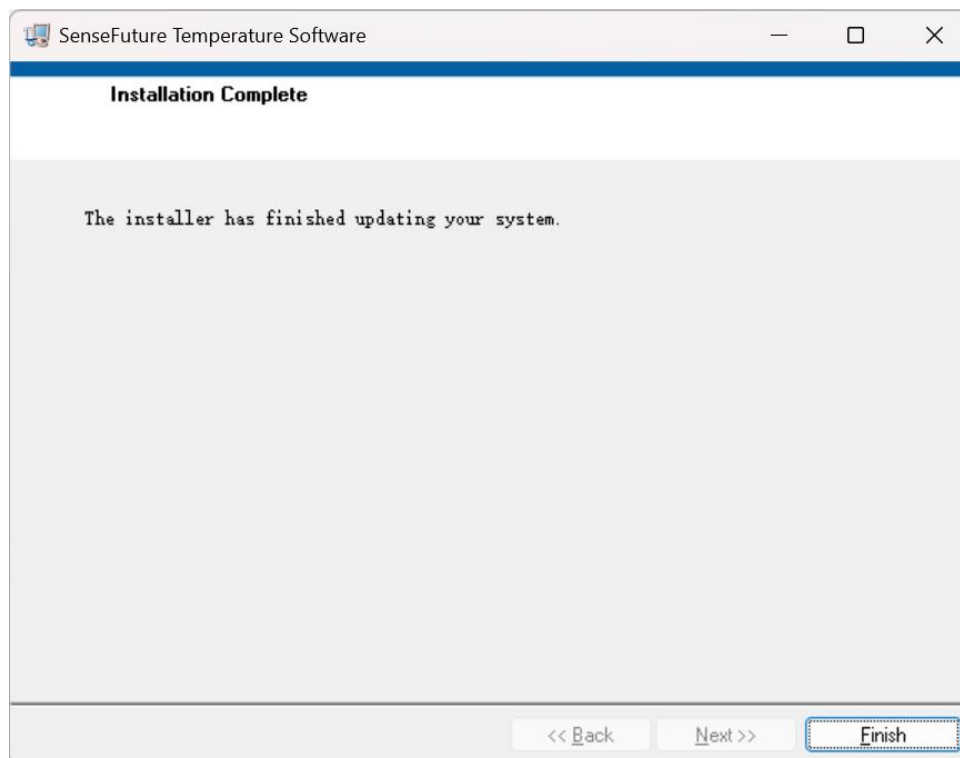 SenseFuture Temperature Software
Installation Complete
The installer has finished updating your system.
<< Back Next >> Finish